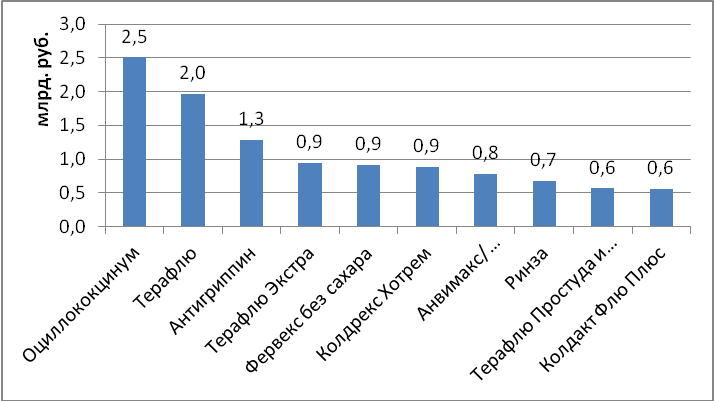 млрд. руб.
3,0
2,5
2,0
1,5
1,0
0,5
0,0
2,5
2,0
1,3
0,9
0,9
0,9
0,8
0,7
0,6
0,6
Оциллококцинум
Терафлю
Антигриппин
Терафлю Экстра
Фервекс без сахара
Колдрекс Хотрем
Анвимакс/...
Ринза
Терафлю Простуда и...
Колдакт Флю Плюс